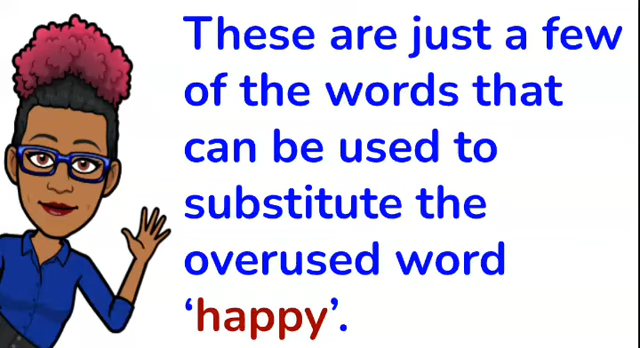 These are just a few
of the words that
can be used to
substitute the
overused word
‘happy’.